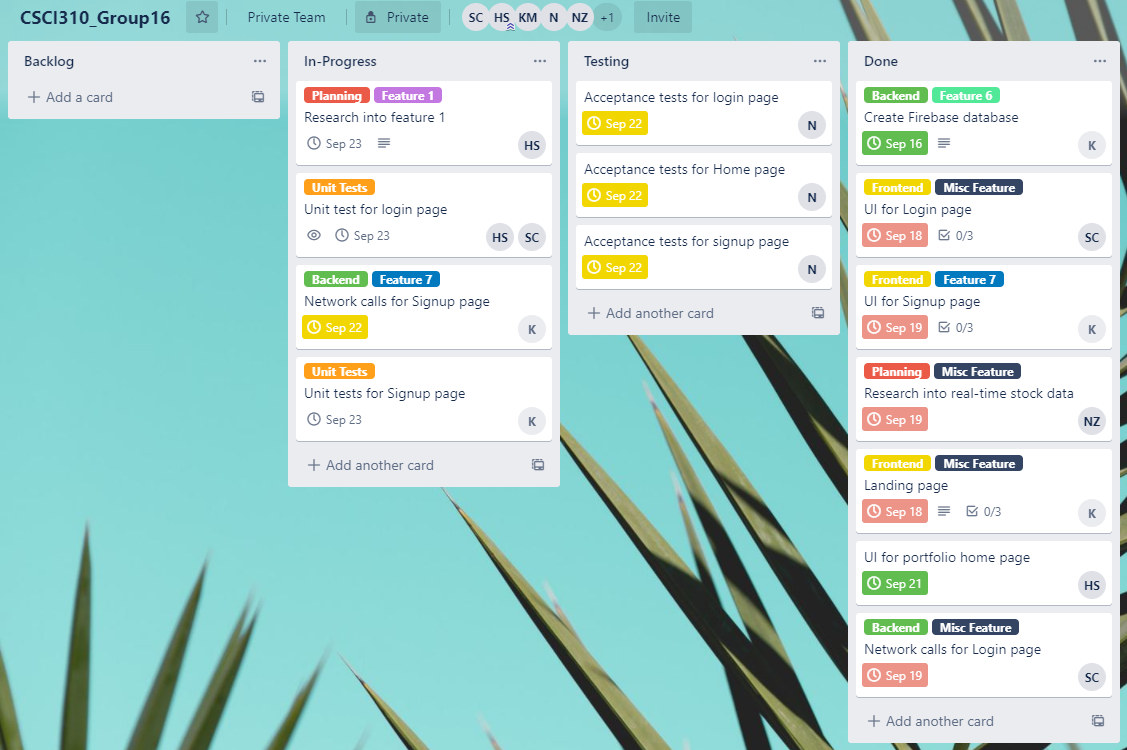 CSCI310_Group16
Private Team
Private
SC HS KM N NZ +1
Invite
Backlog
Add a card
In-Progress
Planning Feature 1
Research into feature 1
Sep 23
HS
Unit Tests
Unit test for login page
Sep 23
HS SC
Backend Feature 7
Network calls for Signup page
Sep 22
K
Unit Tests
Unit tests for Signup page
Sep 23
K
Add another card
Testing
Acceptance tests for login page
Sep 22
N
Acceptance tests for Home page
Sep 22
N
Acceptance tests for signup page
Sep 22
N
Add another card
Done
Backend Feature 6
Create Firebase database
Sep 16
K
Frontend Misc Feature
UI for Login page
Sep 18 0/3
SC
Frontend Feature 7
UI for Signup page
Sep 19 0/3
K
Planning Misc Feature
Research into real-time stock data
Sep 19
NZ
Frontend Misc Feature
Landing page
Sep 18 0/3
K
UI for portfolio home page
Sep 21
HS
Backend Misc Feature
Network calls for Login page
Sep 19
SC
Add another card